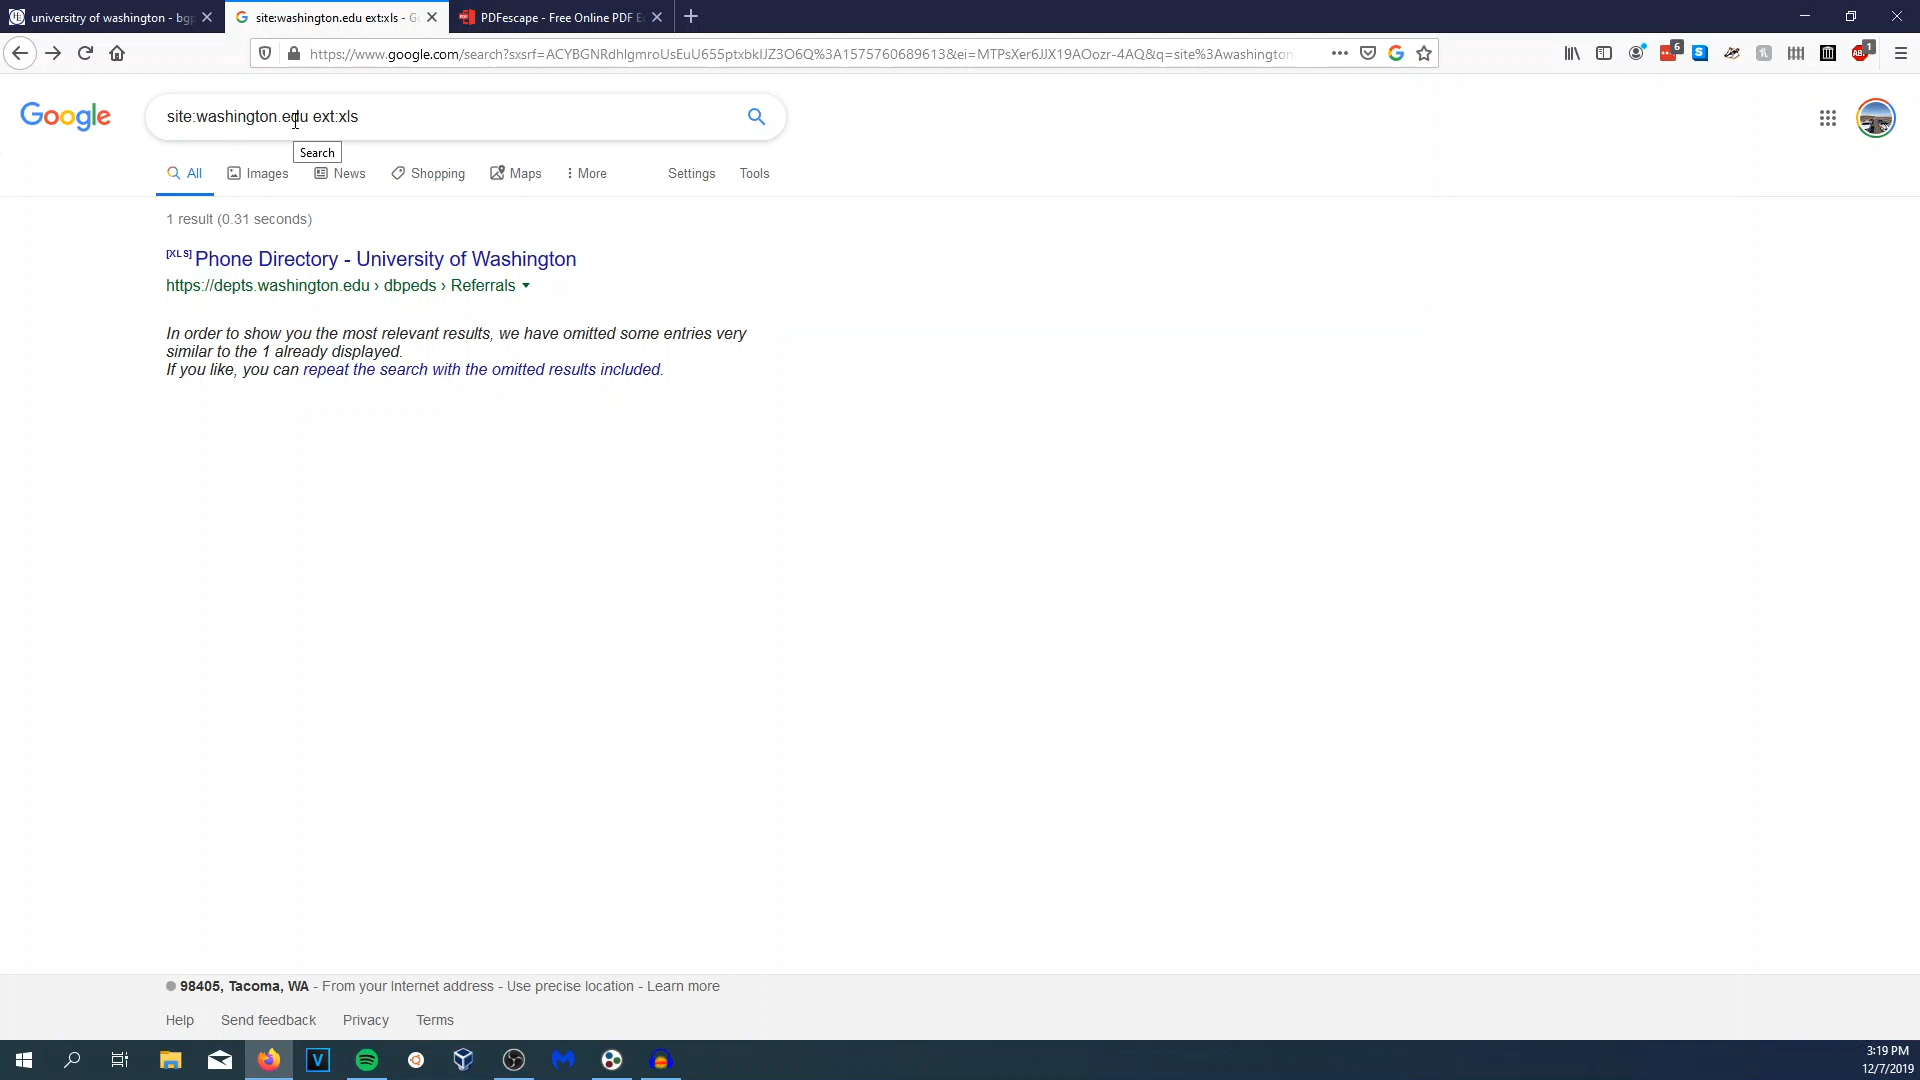 universitry of washington - bgp
site:washington.edu ext:xls - G
PDFescape - Free Online PDF E
https://www.google.com/search?sxsrf=ACYBGNRdhlgmroUsEuU655ptxbkIJZ3O6Q%3A1575760689613&ei=MTPsXer6JJX19AOozr-4AQ&q=site%3Awashington
6
S
1
Google
site:washington.edu ext:xls
Search
All
Images
News
Shopping
Maps
More
Settings
Tools
1 result (0.31 seconds)
[XLS] Phone Directory - University of Washington
https://depts.washington.edu › dbpeds › Referrals
In order to show you the most relevant results, we have omitted some entries very
similar to the 1 already displayed.
If you like, you can repeat the search with the omitted results included.
98405, Tacoma, WA - From your Internet address - Use precise location - Learn more
Help
Send feedback
Privacy
Terms
V
3:19 PM
12/7/2019